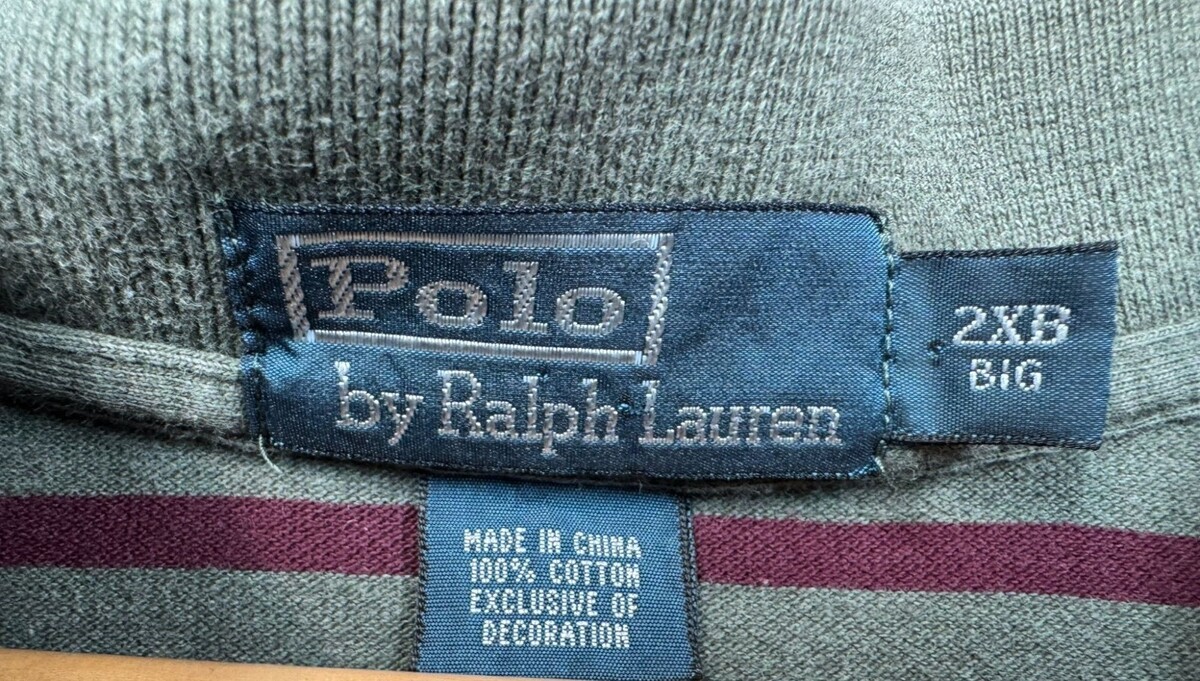 Polo
by Ralph Lauren
2XB
BIG
MADE IN CHINA
100% COTTON
EXCLUSIVE OF
DECORATION